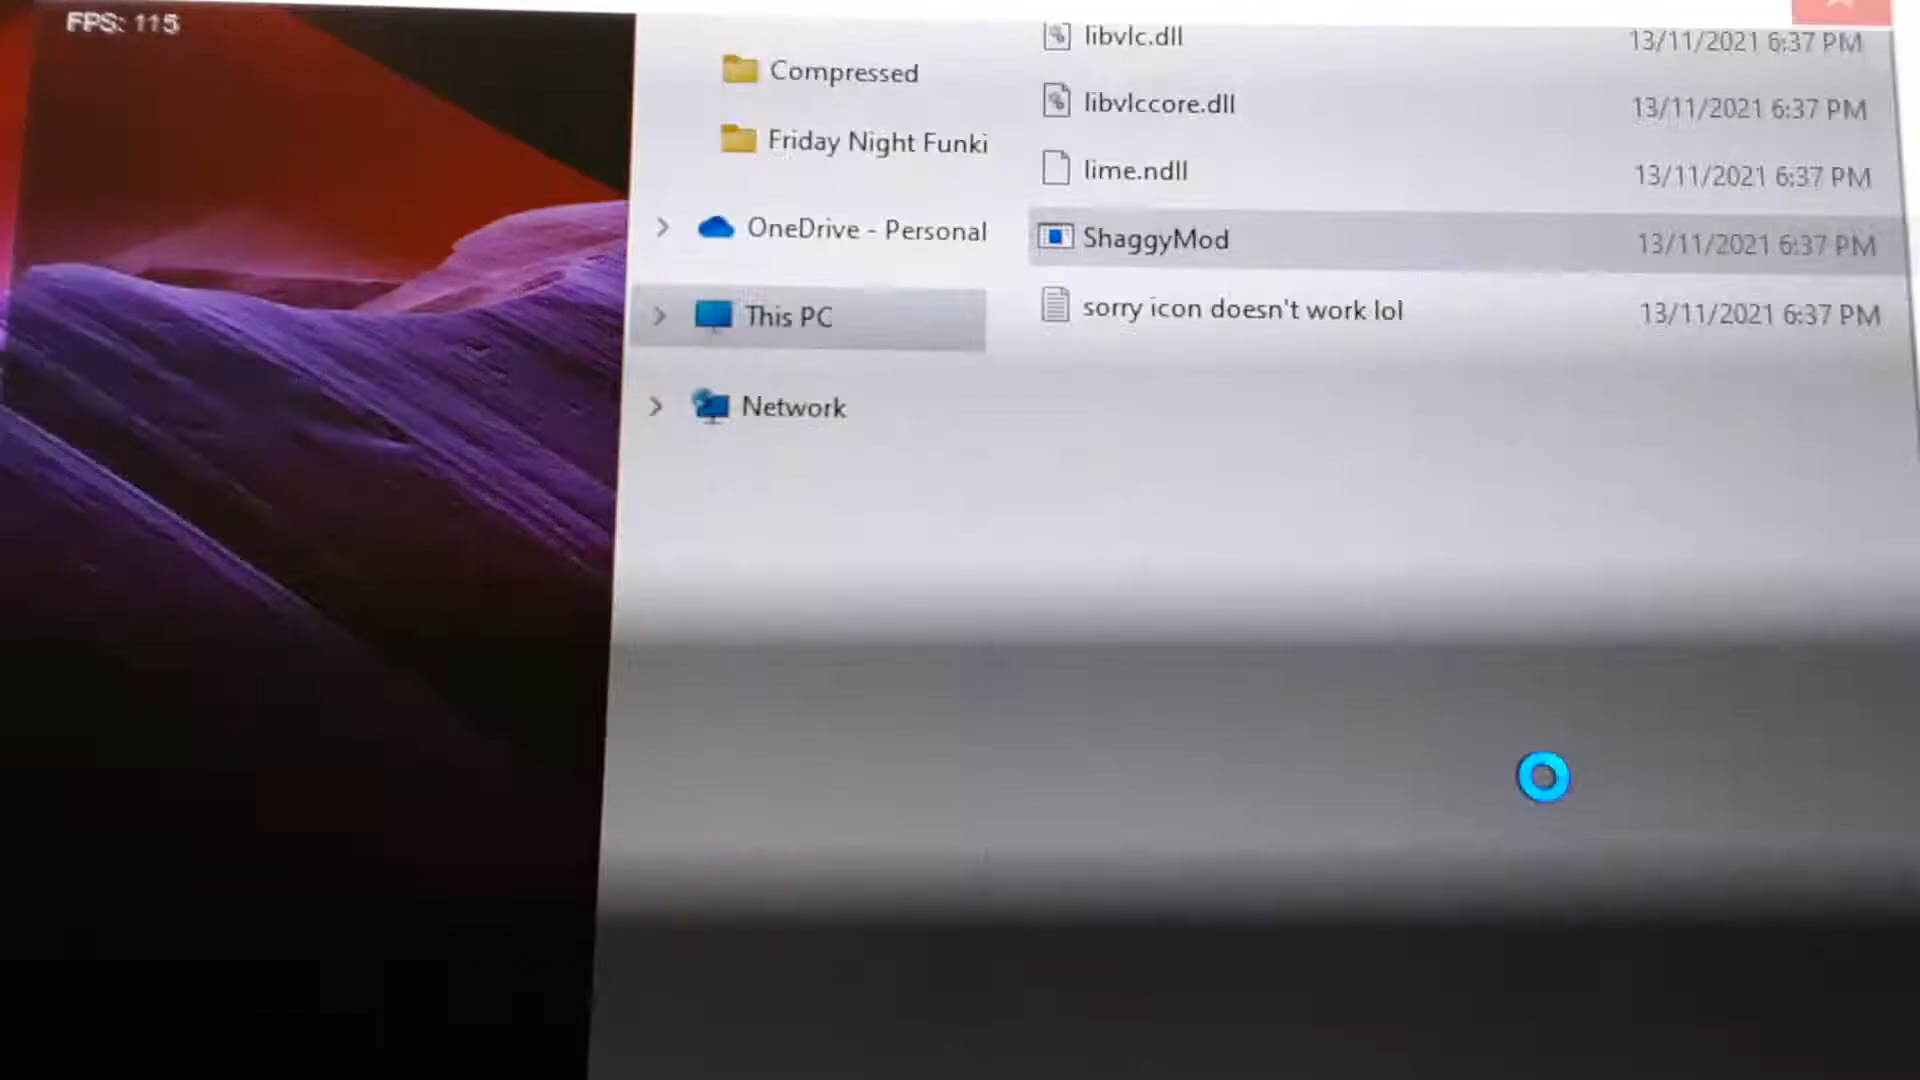 FPS: 115
Compressed
Friday Night Funki
OneDrive - Personal
This PC
Network
libvlc.dll 13/11/2021 6:37 PM
libvlccore.dll 13/11/2021 6:37 PM
lime.ndll 13/11/2021 6:37 PM
ShaggyMod 13/11/2021 6:37 PM
sorry icon doesn't work lol 13/11/2021 6:37 PM